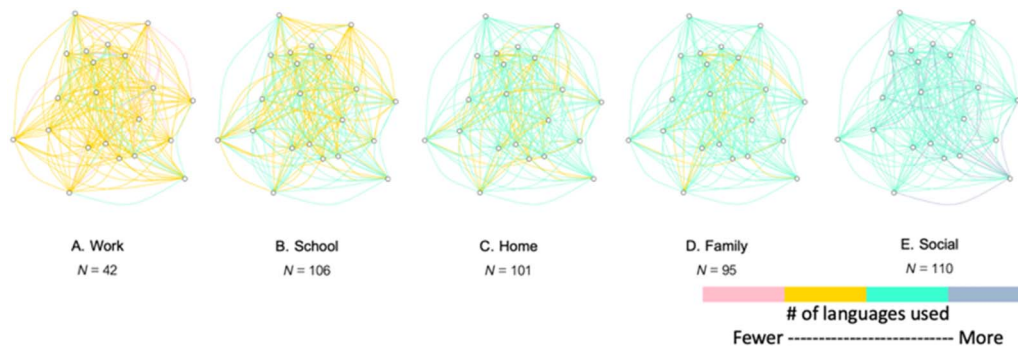 A. Work
N = 42
B. School
N = 106
C. Home
N = 101
D. Family
N = 95
E. Social
N = 110
# of languages used
Fewer -------------------------- More